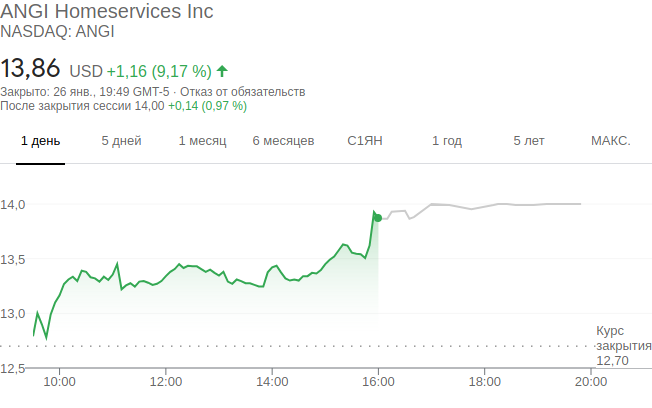 ANGI Homeservices Inc
NASDAQ: ANGI
13,86 USD +1,16 (9,17 %)
Закрыто: 26 янв., 19:49 GMT-5 · Отказ от обязательств
После закрытия сессии 14,00 +0,14 (0,97 %)
1 день 5 дней 1 месяц 6 месяцев С1ЯН 1 год 5 лет МАКС.
14,0
13,5
13,0
Курс
закрытия
12,70
12,5
10:00 12:00 14:00 16:00 18:00 20:00